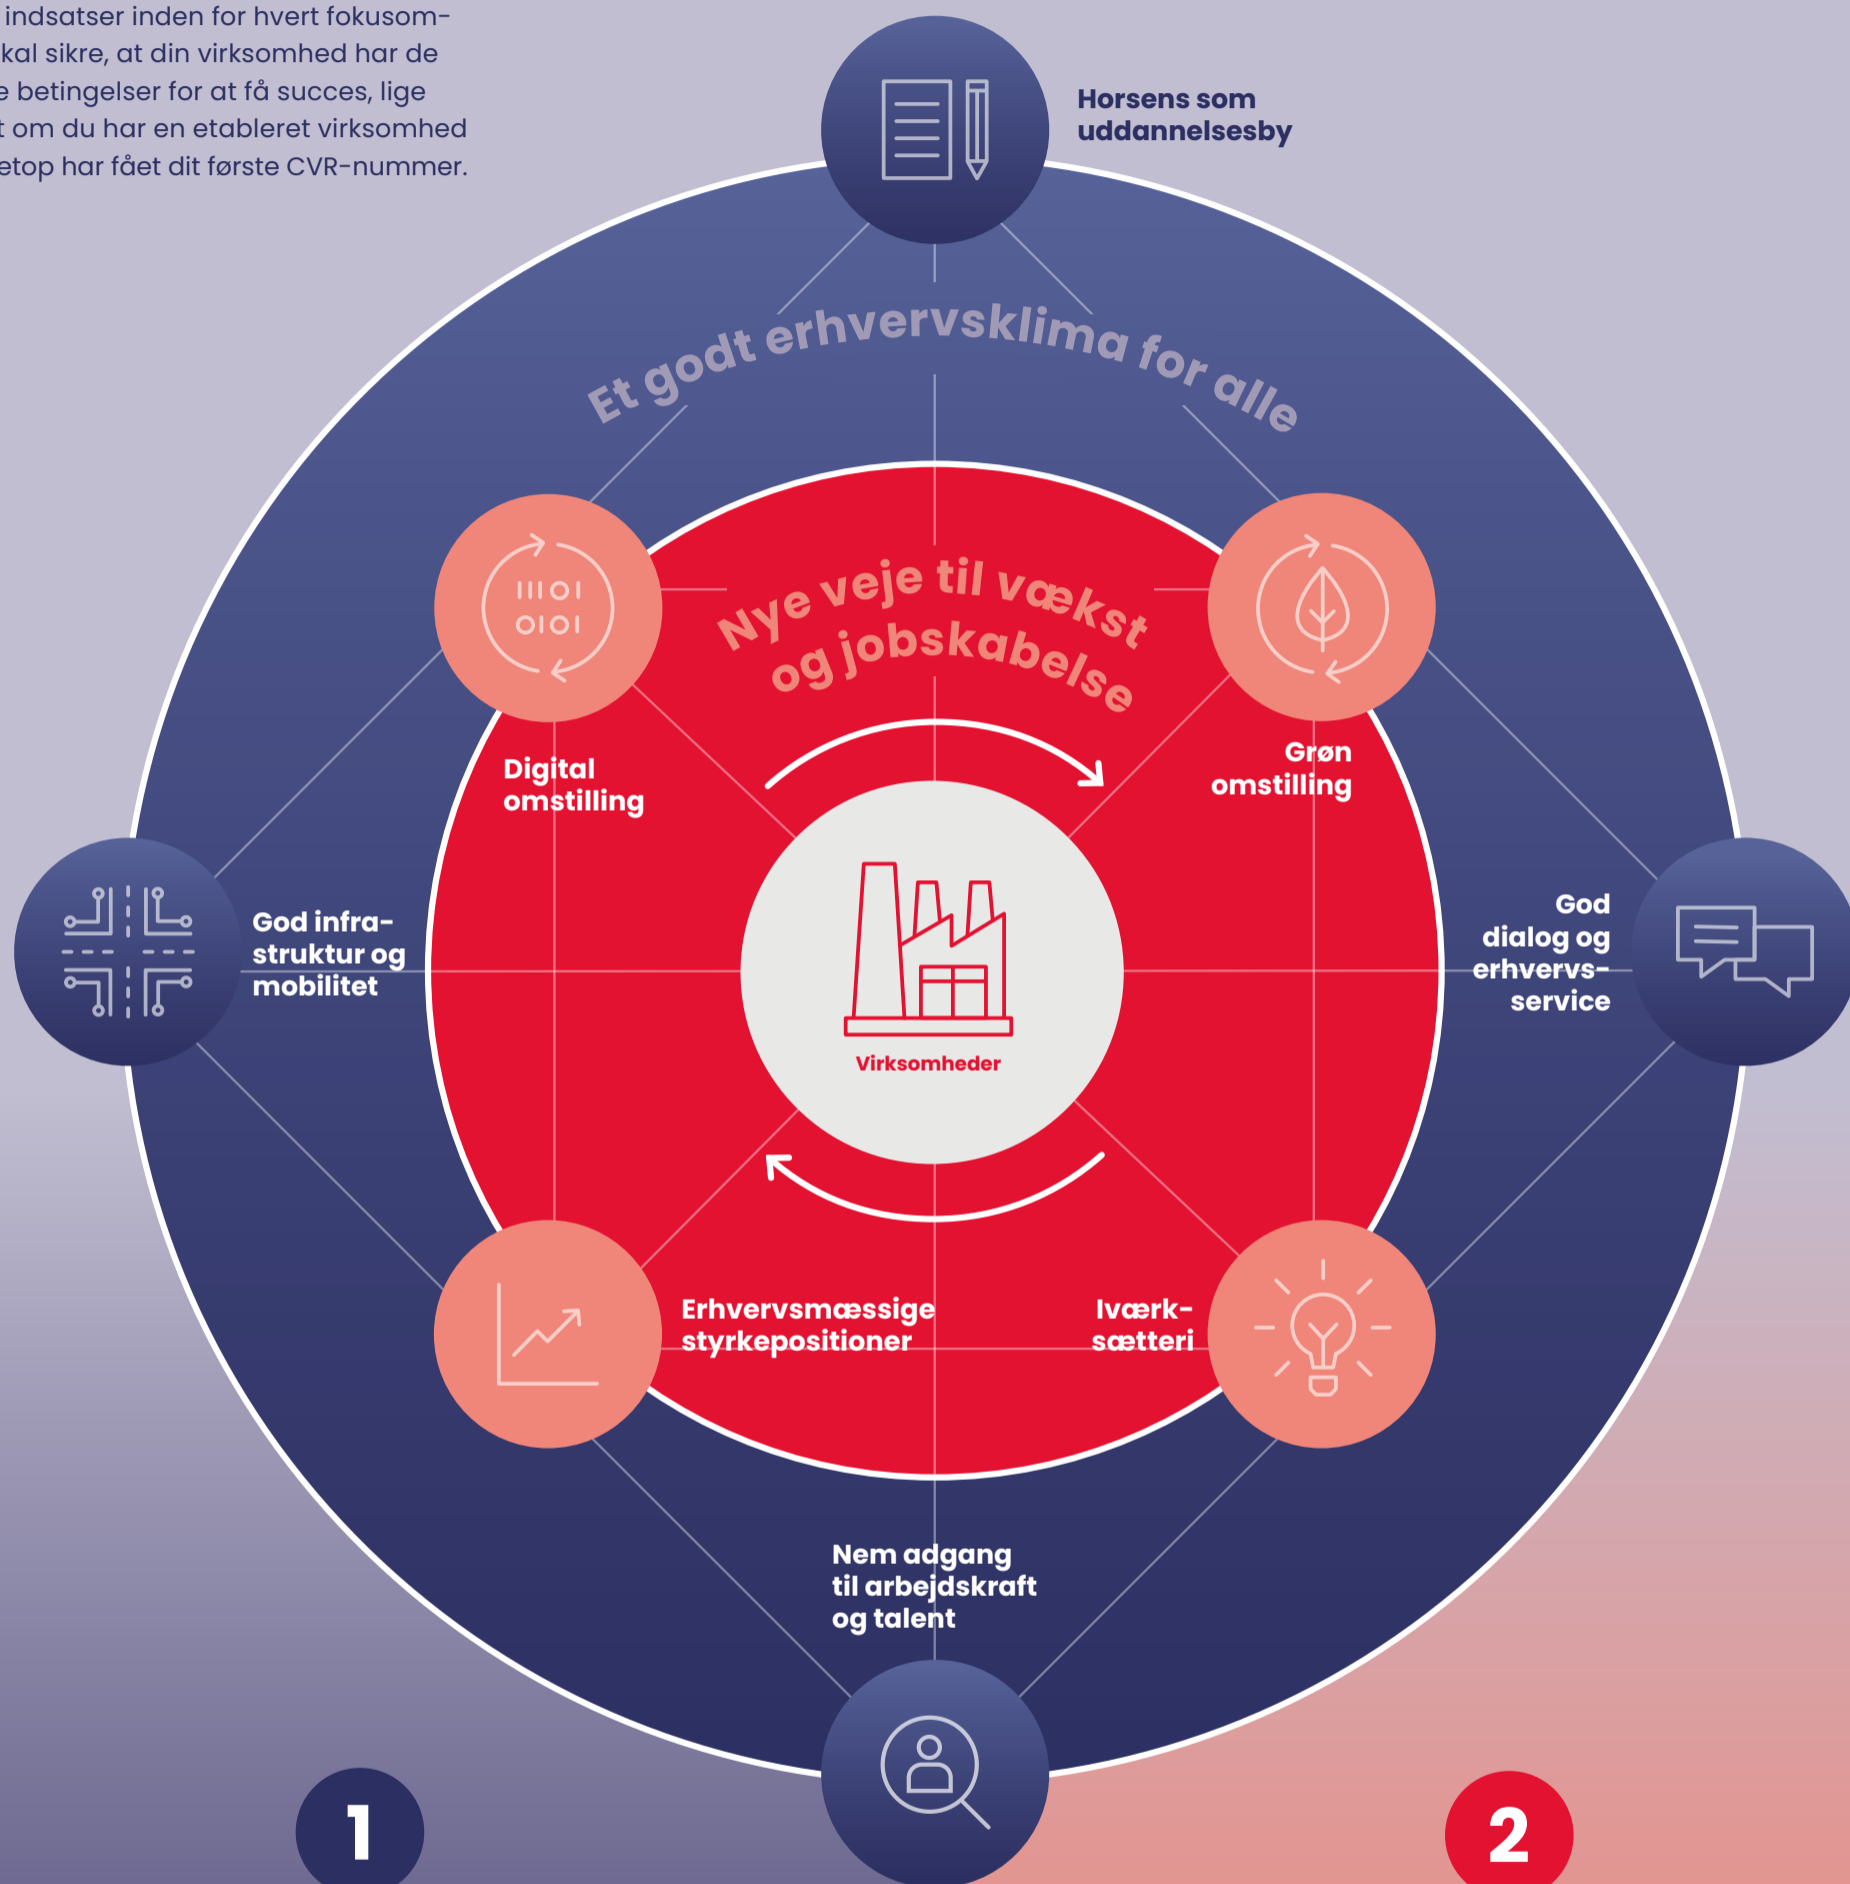 indsatser inden for hvert fokusom-
kal sikre, at din virksomhed har de
e betingelser for at få succes, lige
t om du har en etableret virksomhed
etop har fået dit første CVR-nummer.
Horsens som
uddannelsesby
Et godt erhvervsklima for alle
Nye veje til vækst
og jobskabelse
Digital
omstilling
Grøn
omstilling
God infra-
struktur og
mobilitet
God
dialog og
erhvervs-
service
Virksomheder
Erhvervsmæssige
styrkepositioner
Iværk-
sætteri
Nem adgang
til arbejdskraft
og talent
1
2